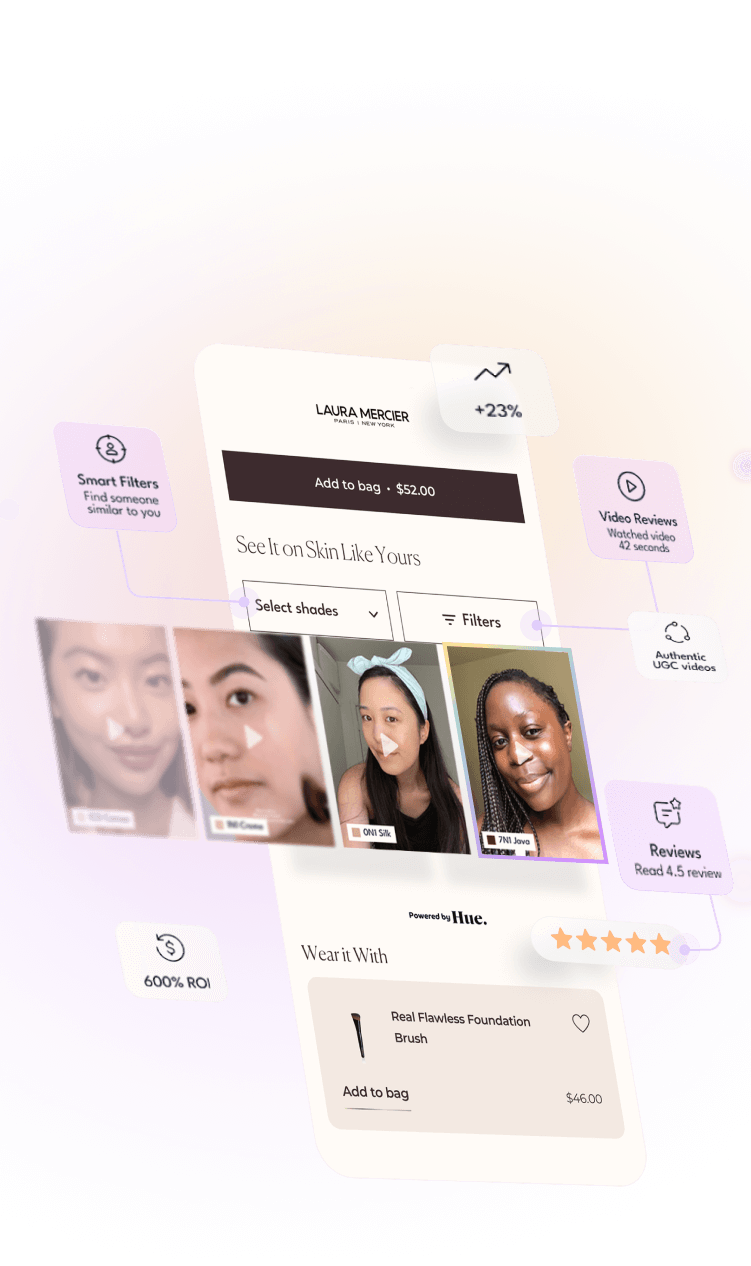 +23%
LAURA MERCIER
PARIS | NEW YORK
Add to bag • $52.00
Smart Filters
Find someone
similar to you
Video Reviews
Watched video
42 seconds
See It on Skin Like Yours
Select shades
Filters
Authentic
UGC videos
1N1 Creme
0N1 Silk
7N1 Java
Reviews
Read 4.5 review
Powered by Hue.
Wear it With
600% ROI
Real Flawless Foundation
Brush
Add to bag
$46.00